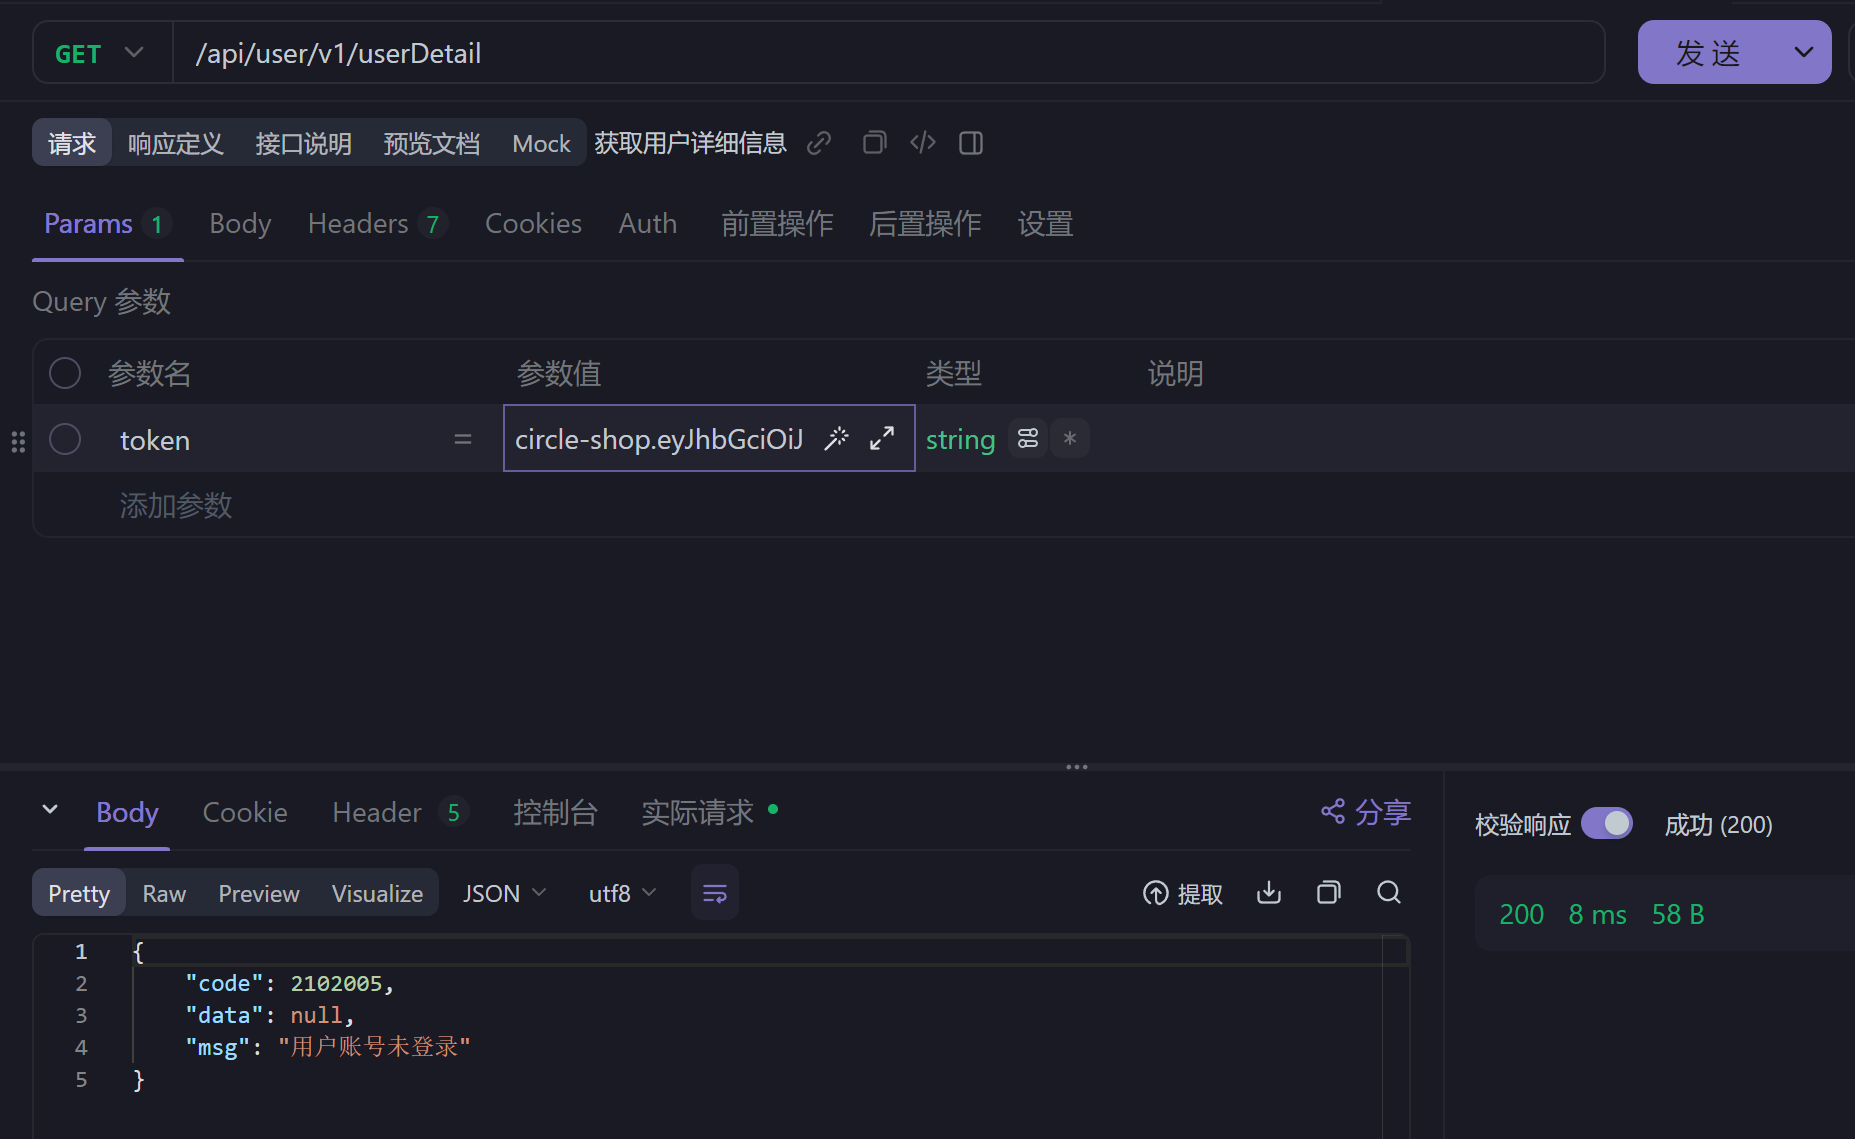 GET /api/user/v1/userDetail 发 送
请求 响应定义 接口说明 预览文档 Mock 获取用户详细信息
Params 1 Body Headers 7 Cookies Auth 前置操作 后置操作 设置
Query 参数
参数名 参数值 类型 说明
token = circle-shop.eyJhbGciOiJ string *
添加参数
Body Cookie Header 5 控制台 实际请求 分享
校验响应 成功 (200)
Pretty Raw Preview Visualize JSON utf8 提取
200 8 ms 58 B
1 {
2 "code": 2102005,
3 "data": null,
4 "msg": "用户账号未登录"
5 }